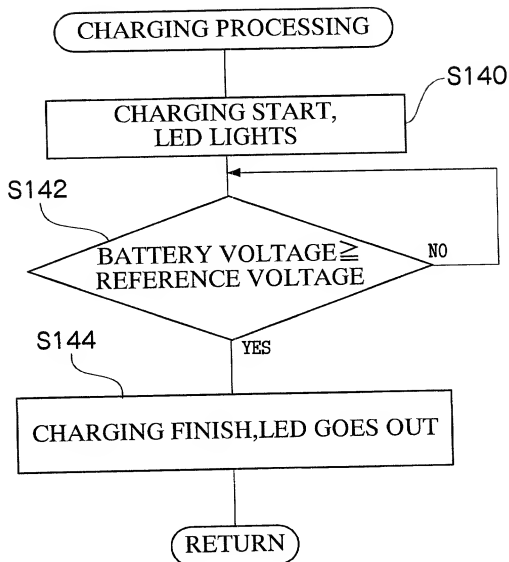 CHARGING PROCESSING
S140
CHARGING START,
LED LIGHTS
S142
BATTERY VOLTAGE≧
REFERENCE VOLTAGE
NO
YES
S144
CHARGING FINISH,LED GOES OUT
RETURN